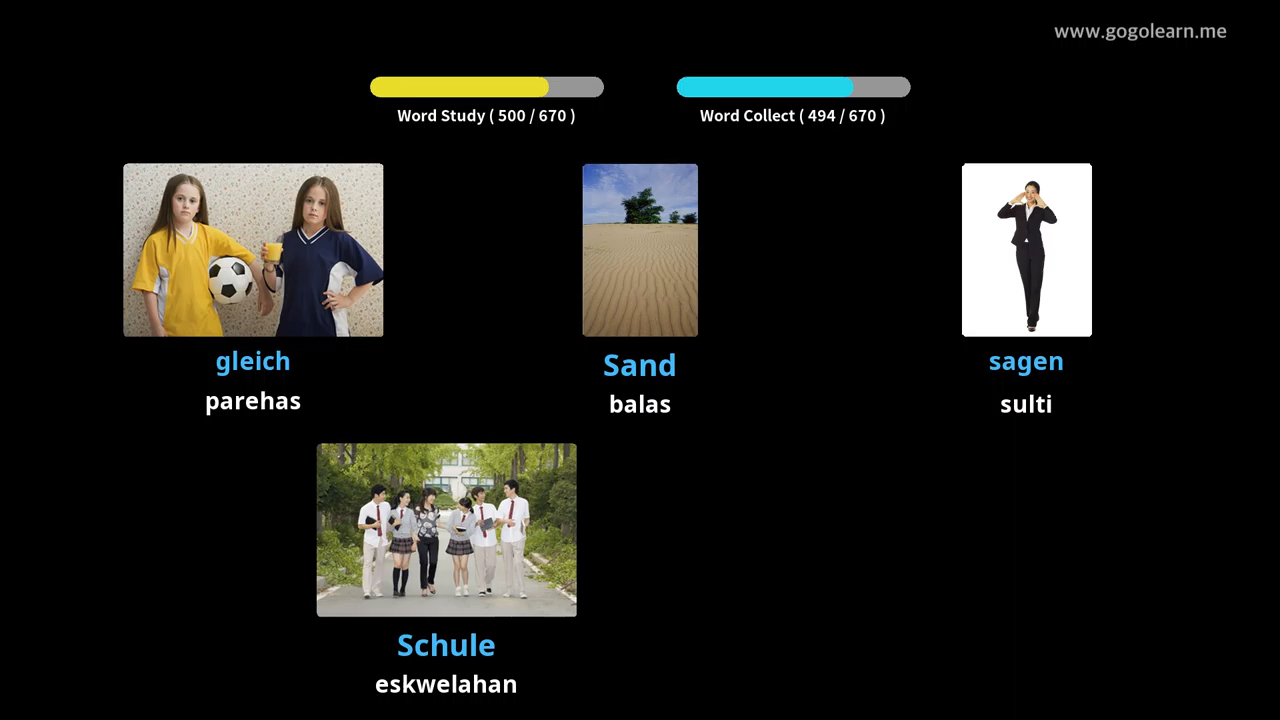 www.gogolearn.me
Word Study ( 500 / 670 )
Word Collect ( 494 / 670 )
gleich
parehas
Sand
balas
sagen
sulti
Schule
eskwelahan